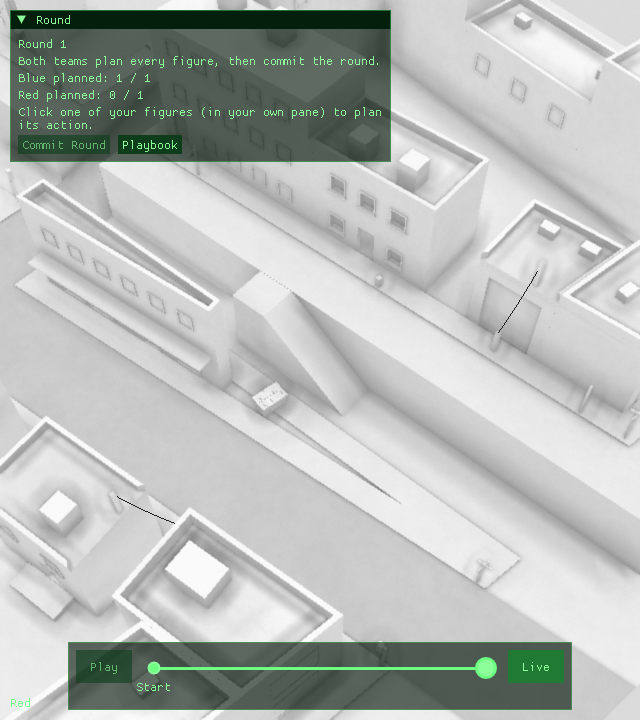 Round
Round 1
Both teams plan every figure, then commit the round.
Blue planned: 1 / 1
Red planned: 0 / 1
Click one of your figures (in your own pane) to plan
its action.
Commit Round
Playbook
Play
Start
Live
Red